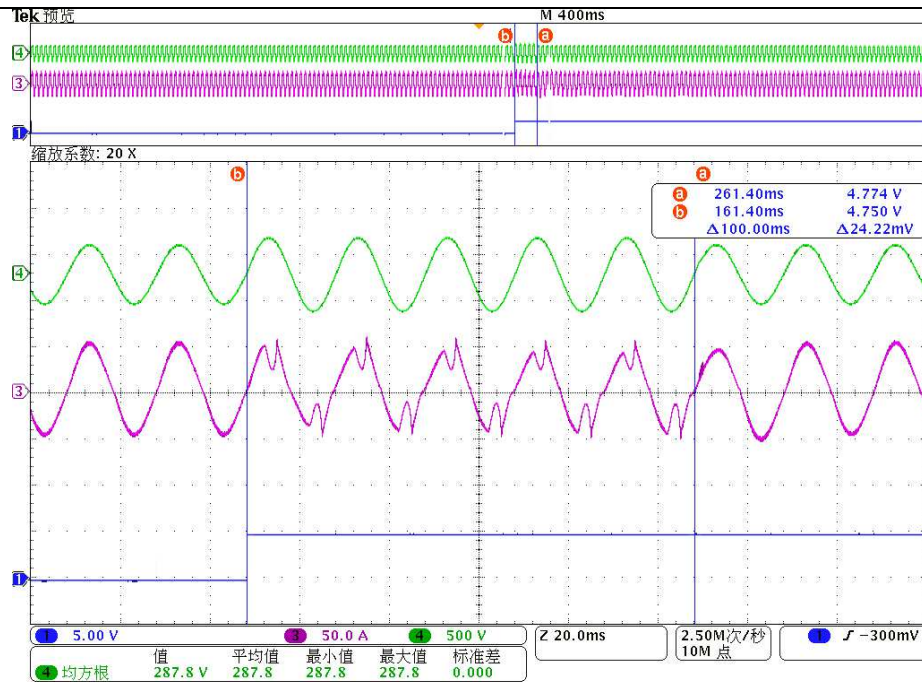 Tek 预览 M 400ms
b a
4
3
1
缩放系数: 20 X
b a
a 261.40ms 4.774 V
b 161.40ms 4.750 V
Δ100.00ms Δ24.22mV
4
3
1
1 5.00 V 3 50.0 A 4 500 V Z 20.0ms 2.50M次/秒 1 ∫ -300mV
10M 点
值 平均值 最小值 最大值 标准差
4 均方根 287.8 V 287.8 287.8 287.8 0.000